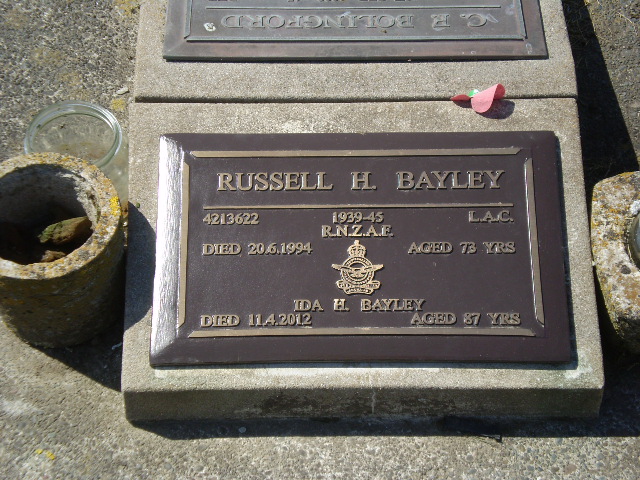 C. R. BOLINGFORD
RUSSELL H. BAYLEY
4213622 1939-45 L.A.C.
R.N.Z.A.F.
DIED 20.6.1994 AGED 73 YRS
IDA H. BAYLEY
DIED 11.4.2012 AGED 87 YRS